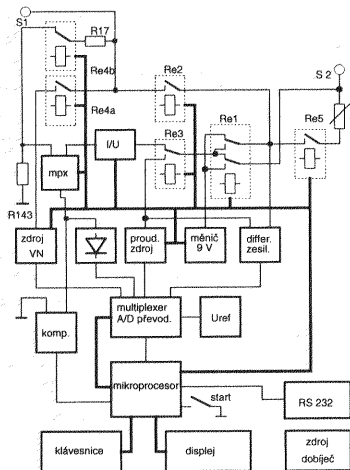 S1
R17
S 2
Re4b
Re2
Re4a
Re1
Re5
I/U
Re3
mpx
R143
zdroj
VN
proud.
zdroj
měnič
9 V
differ.
zesil.
multiplexer
A/D převod.
Uref
komp.
mikroprocesor
start
RS 232
klávesnice
displej
zdroj
dobíječ